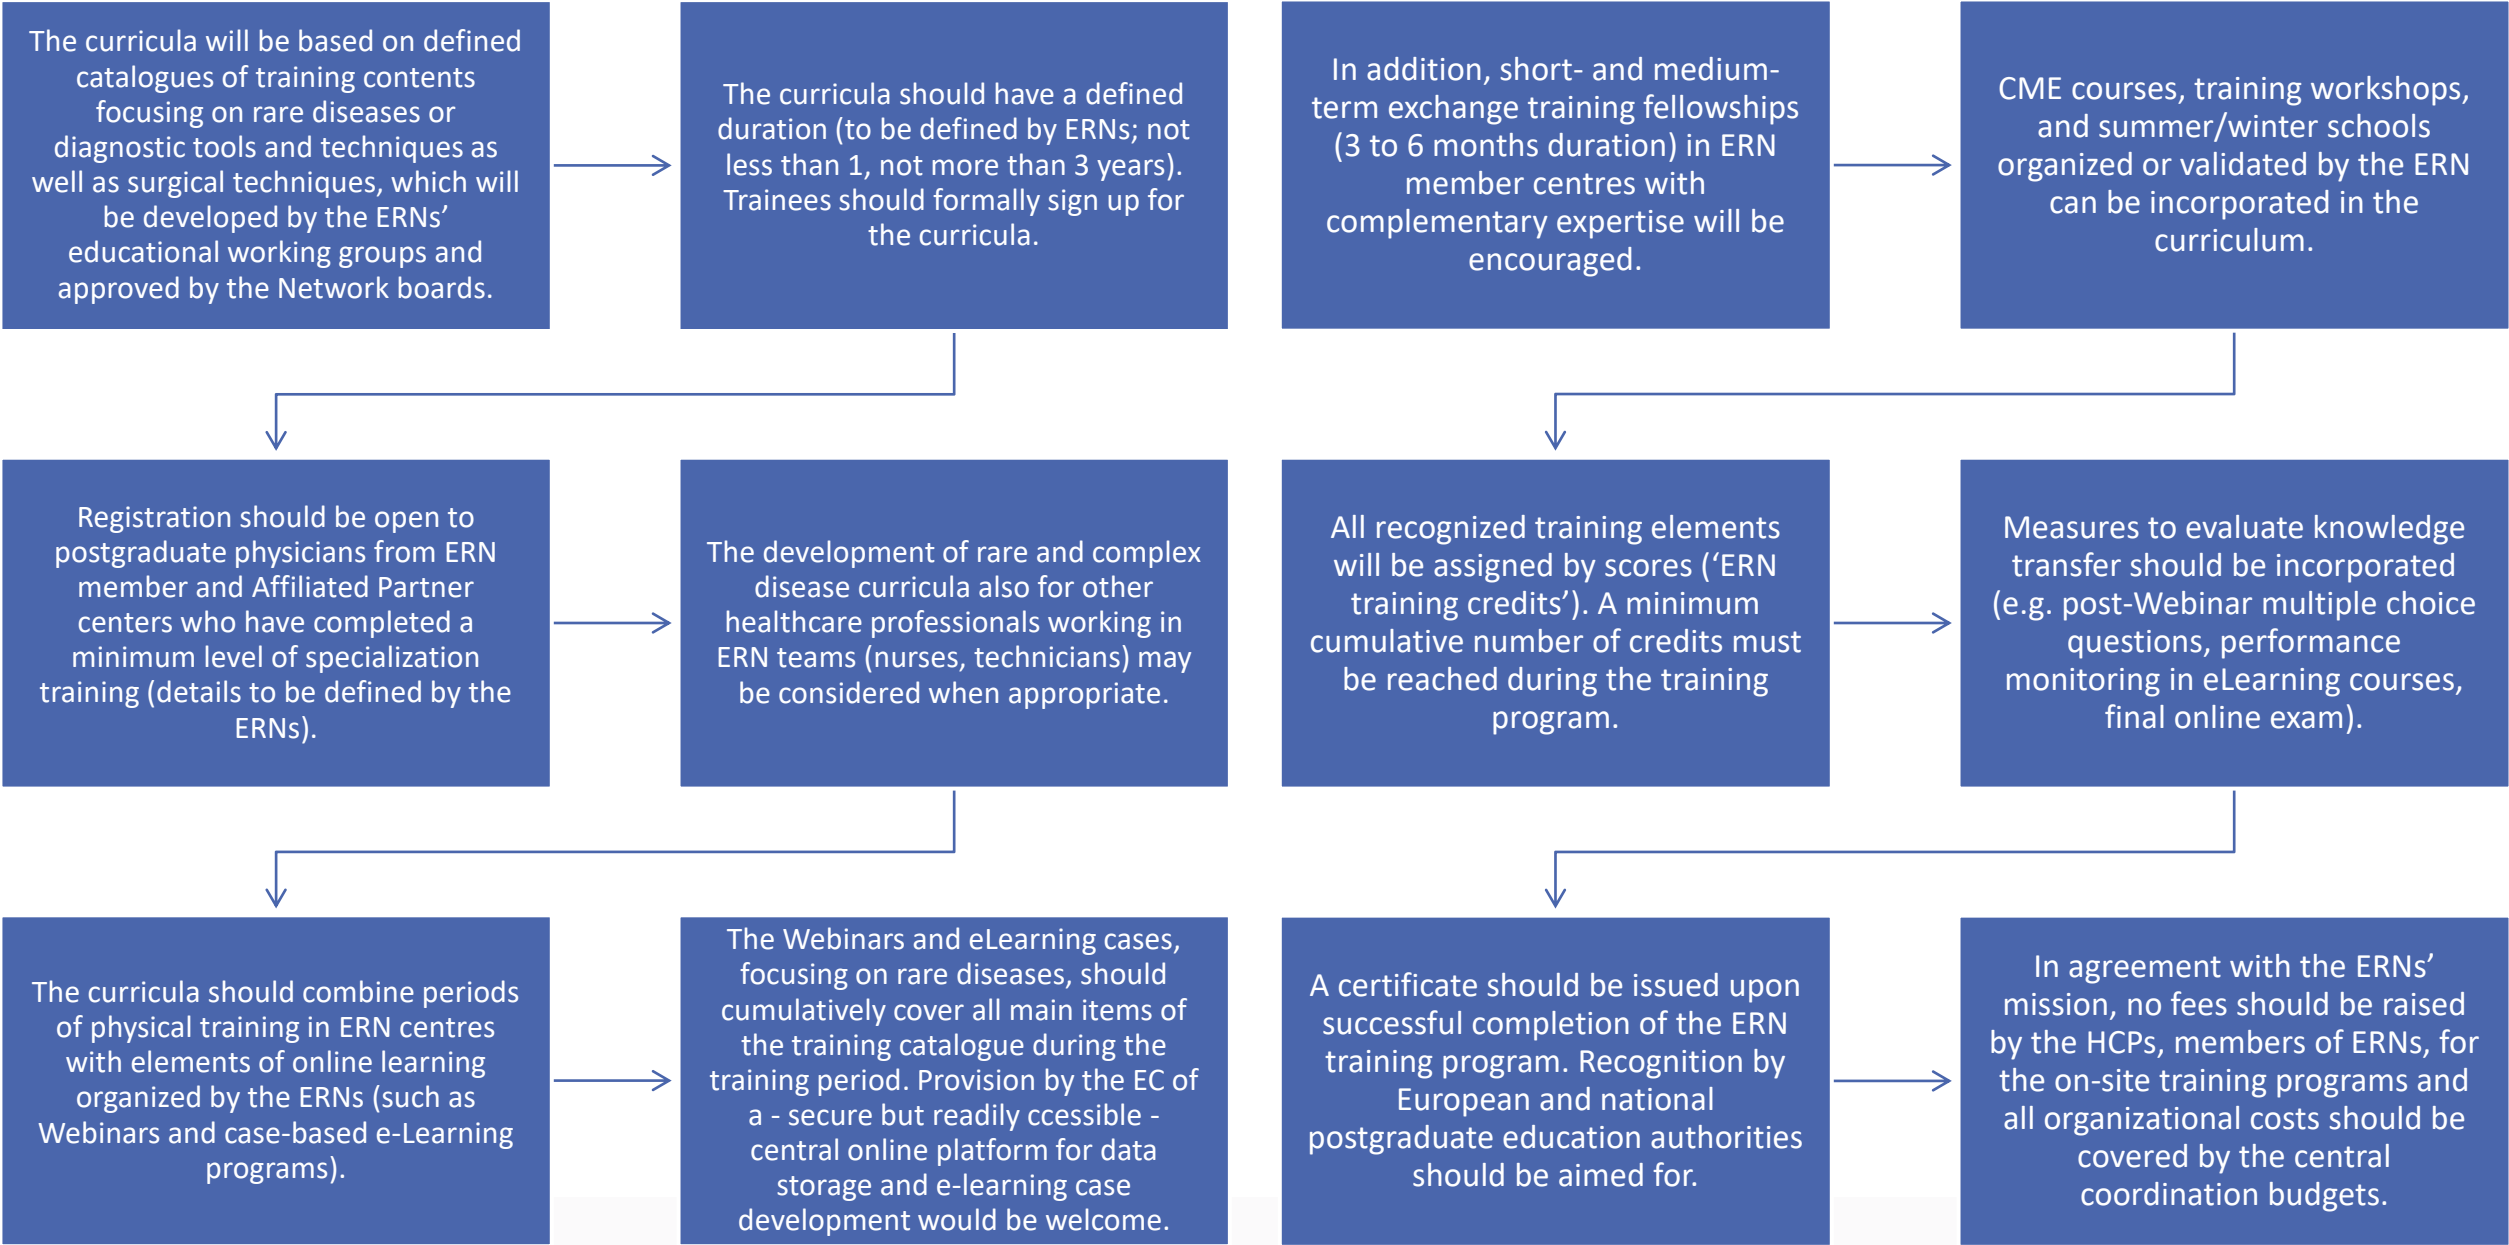 The curricula will be based on defined
catalogues of training contents
focusing on rare diseases or
diagnostic tools and techniques as
well as surgical techniques, which will
be developed by the ERNs’
educational working groups and
approved by the Network boards.
The curricula should have a defined
duration (to be defined by ERNs; not
less than 1, not more than 3 years).
Trainees should formally sign up for
the curricula.
Registration should be open to
postgraduate physicians from ERN
member and Affiliated Partner
centers who have completed a
minimum level of specialization
training (details to be defined by the
ERNs).
The development of rare and complex
disease curricula also for other
healthcare professionals working in
ERN teams (nurses, technicians) may
be considered when appropriate.
The curricula should combine periods
of physical training in ERN centres
with elements of online learning
organized by the ERNs (such as
Webinars and case-based e-Learning
programs).
The Webinars and eLearning cases,
focusing on rare diseases, should
cumulatively cover all main items of
the training catalogue during the
training period. Provision by the EC of
a - secure but readily ccessible -
central online platform for data
storage and e-learning case
development would be welcome.
In addition, short- and medium-
term exchange training fellowships
(3 to 6 months duration) in ERN
member centres with
complementary expertise will be
encouraged.
CME courses, training workshops,
and summer/winter schools
organized or validated by the ERN
can be incorporated in the
curriculum.
All recognized training elements
will be assigned by scores (‘ERN
training credits’). A minimum
cumulative number of credits must
be reached during the training
program.
Measures to evaluate knowledge
transfer should be incorporated
(e.g. post-Webinar multiple choice
questions, performance
monitoring in eLearning courses,
final online exam).
A certificate should be issued upon
successful completion of the ERN
training program. Recognition by
European and national
postgraduate education authorities
should be aimed for.
In agreement with the ERNs’
mission, no fees should be raised
by the HCPs, members of ERNs, for
the on-site training programs and
all organizational costs should be
covered by the central
coordination budgets.